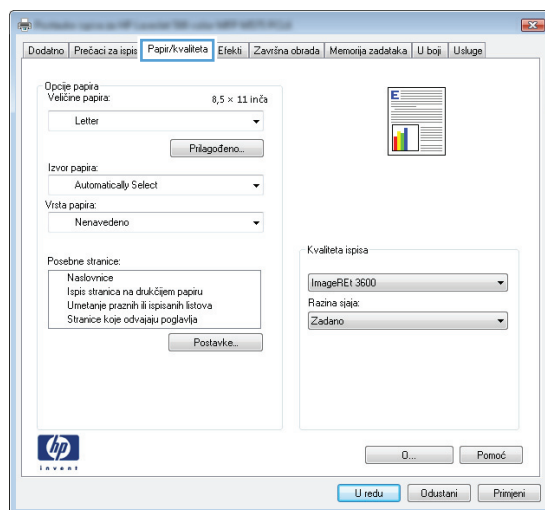 Dodatno
Prečaci za ispis
Papir/kvaliteta
Efekti
Završna obrada
Memorija zadataka
U boji
Usluge
Opcije papira
Veličine papira:
8,5 × 11 inča
Letter
Prilagođeno...
Izvor papira:
Automatically Select
Vrsta papira:
Nenavedeno
Posebne stranice:
Naslovnice
Ispis stranica na drukčijem papiru
Umetanje praznih ili ispisanih listova
Stranice koje odvajaju poglavlja
Postavke...
E
Kvaliteta ispisa
ImageREt 3600
Razina sjaja:
Zadano
hp
invent
O...
Pomoć
U redu
Odustani
Primjeni